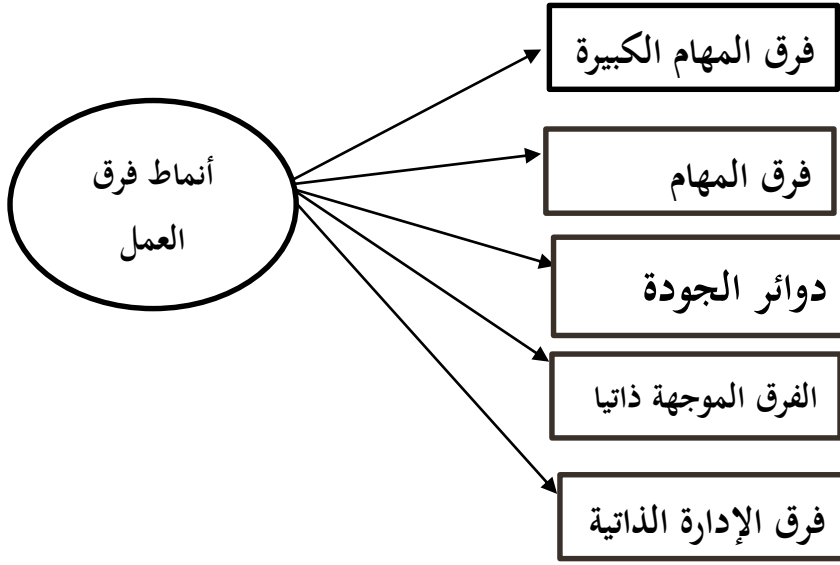 أنماط فرق
العمل
فرق المهام الكبيرة
فرق المهام
دوائر الجودة
الفرق الموجهة ذاتيا
فرق الإدارة الذاتية